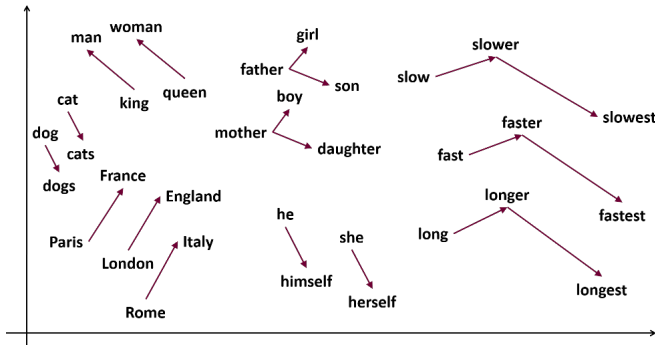 man
woman
king
queen
cat
cats
dog
dogs
France
Paris
England
London
Italy
Rome
girl
father
son
boy
mother
daughter
he
himself
she
herself
slow
slower
slowest
fast
faster
fastest
long
longer
longest